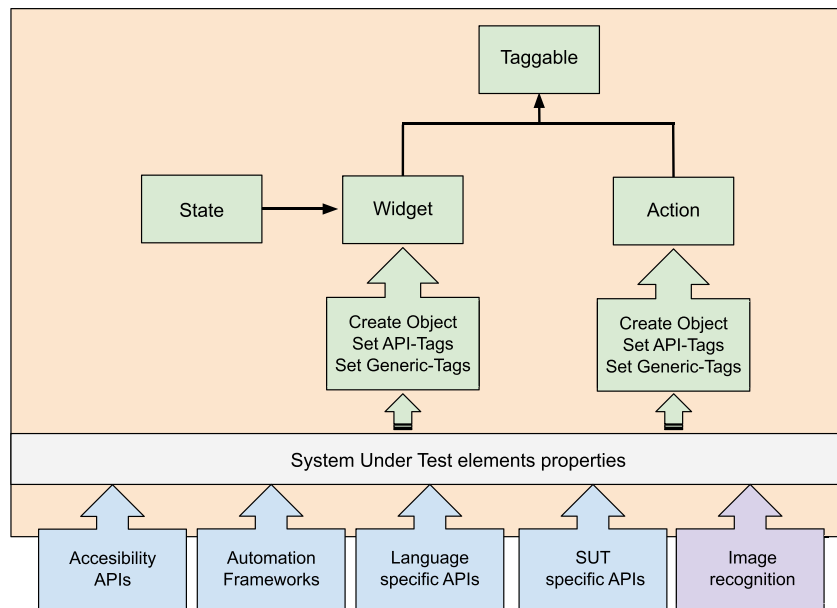 Taggable
State
Widget
Action
Create Object
Set API-Tags
Set Generic-Tags
Create Object
Set API-Tags
Set Generic-Tags
System Under Test elements properties
Accesibility
APIs
Automation
Frameworks
Language
specific APIs
SUT
specific APIs
Image
recognition